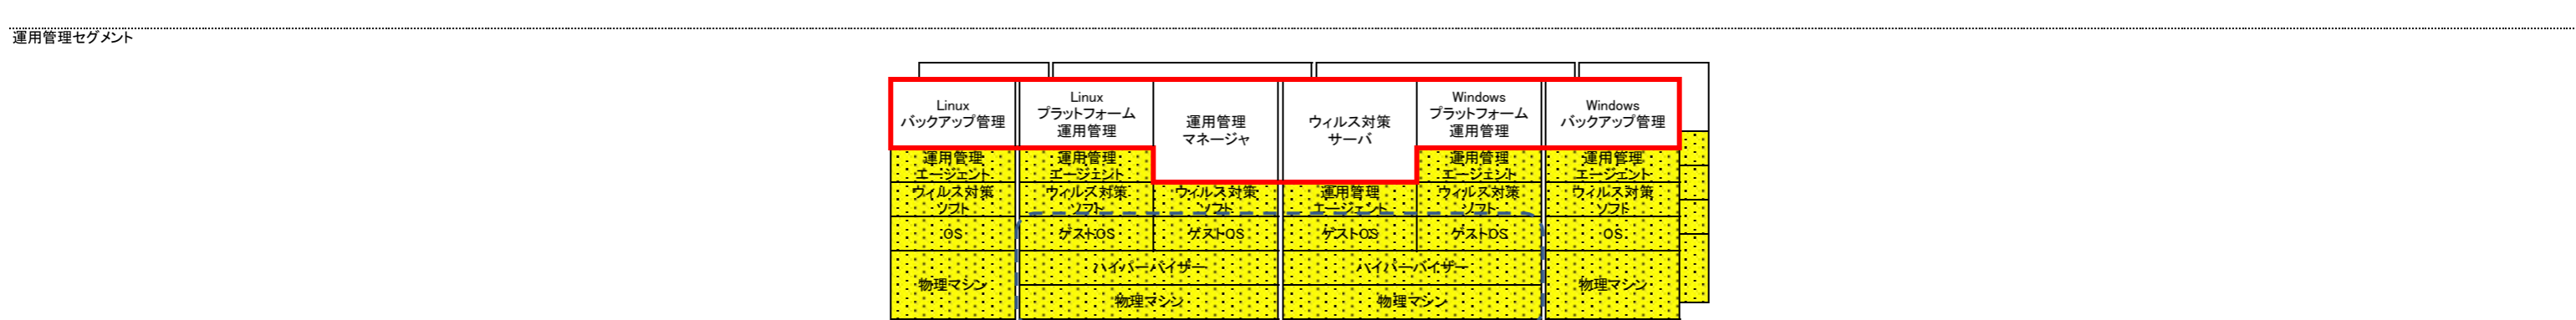 運用管理セグメント
Linux
バックアップ管理
Linux
プラットフォーム
運用管理
運用管理
マネージャ
ウィルス対策
サーバ
Windows
プラットフォーム
運用管理
Windows
バックアップ管理
運用管理
エージェント
運用管理
エージェント
運用管理
エージェント
運用管理
エージェント
ウィルス対策
ソフト
ウィルス対策
ソフト
ウィルス対策
ソフト
運用管理
エージェント
ウィルス対策
ソフト
ウィルス対策
ソフト
OS
ゲストOS
ゲストOS
ゲストOS
ゲストOS
OS
物理マシン
ハイパーバイザー
ハイパーバイザー
物理マシン
物理マシン
物理マシン